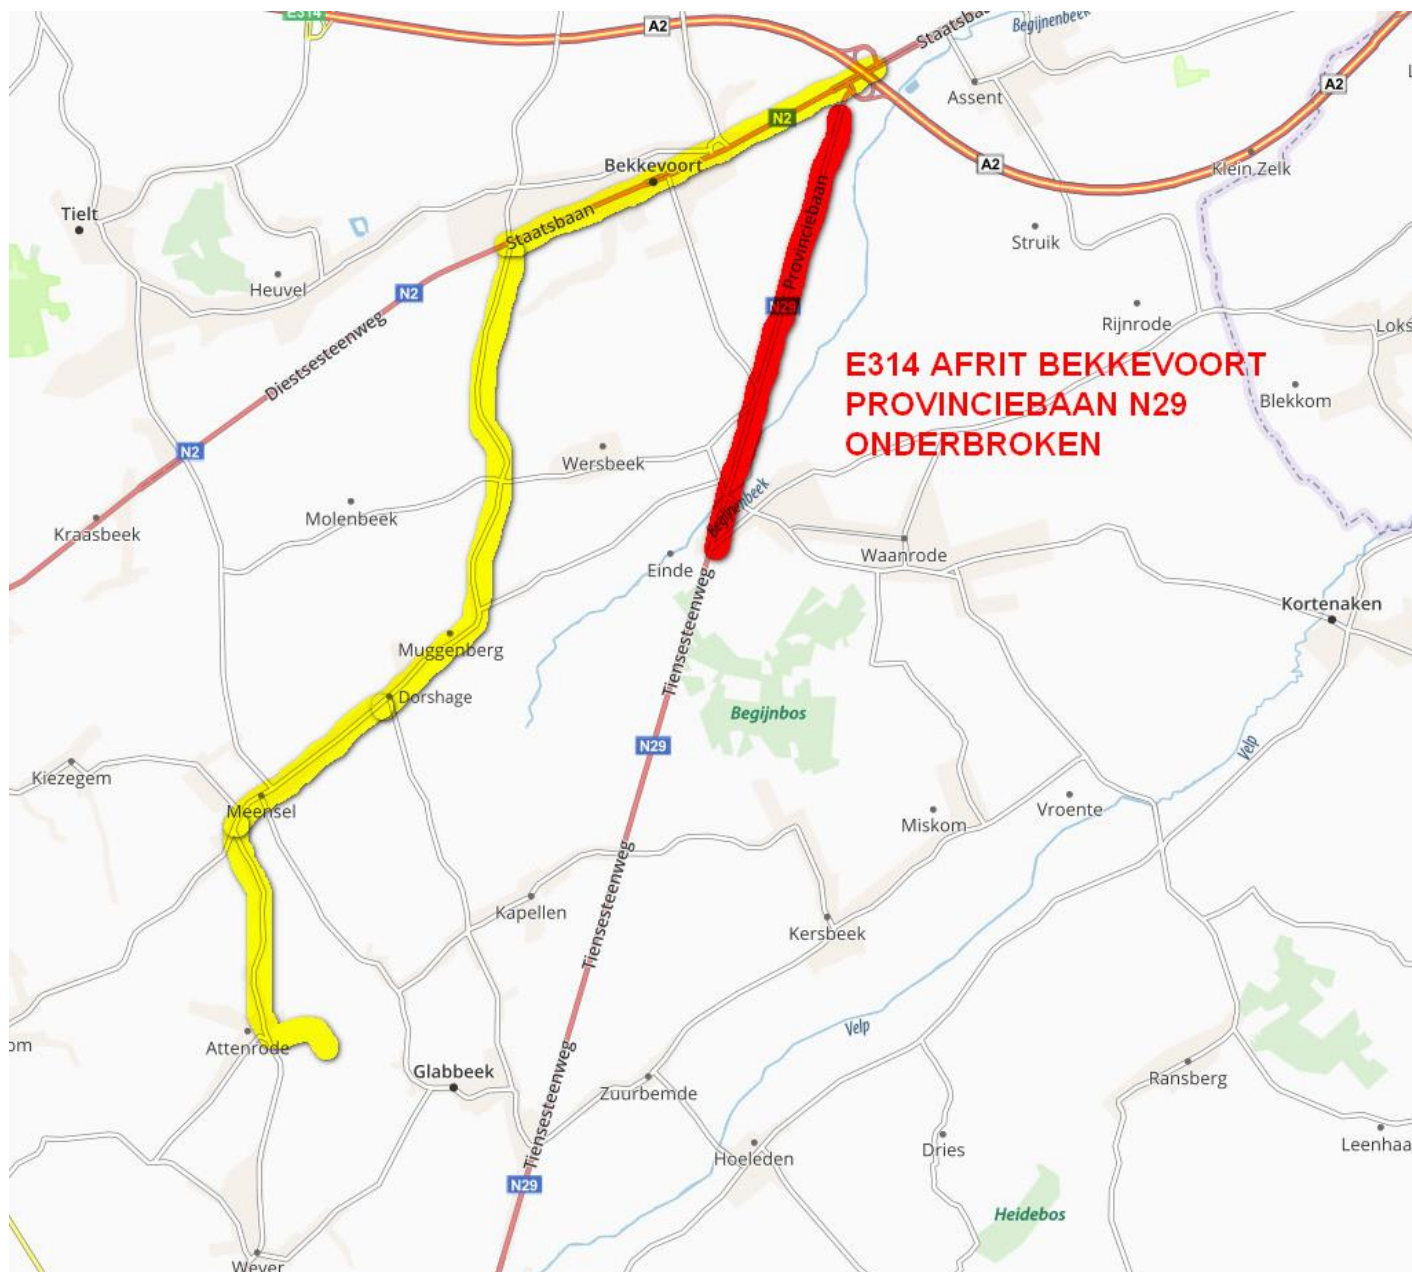 E314
A2
Staatsbaan
Begijnenbeek
A2
Assent
N2
A2
Klein Zelk
Bekkevoort
Tielt
Staatsbaan
Provinciebaan
Struik
Heuvel
N2
N29
Rijnrode
Loks
Diestsesteenweg
E314 AFRIT BEKKEVOORT
PROVINCIEBAAN N29
ONDERBROKEN
Blekkom
N2
Wersbeek
Molenbeek
Kraasbeek
Begijnenbeek
Waanrode
Einde
Kortenaken
Tiensesteenweg
Muggenberg
Dorshage
Begijnbos
N29
Velp
Kiezegem
Meensel
Vroente
Miskom
Tiensesteenweg
Kapellen
Kersbeek
Velp
om
Attenrode
Glabbeek
Zuurbemde
Ransberg
Tiensesteenweg
Dries
Leenhaa
Hoeleden
N29
Heidebos
Wever